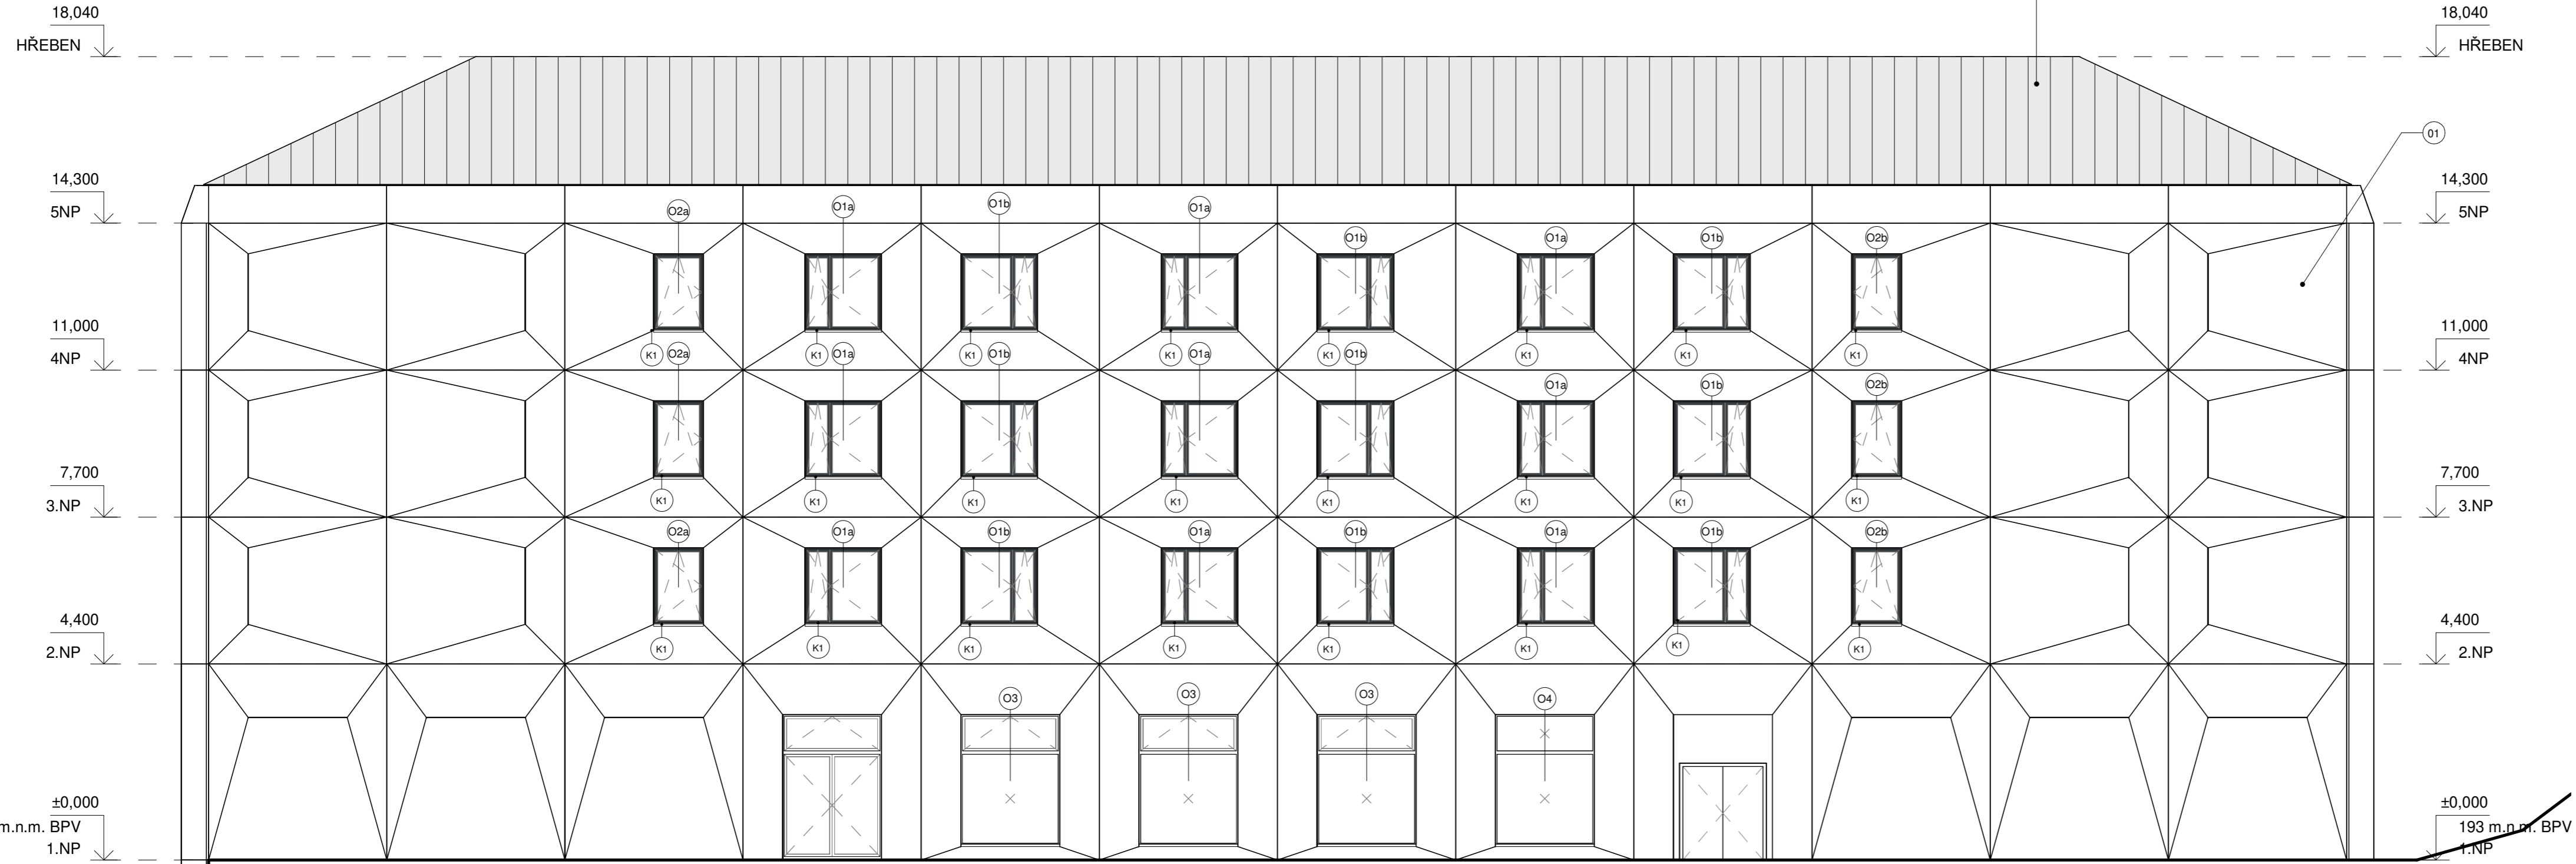 18,040
HŘEBEN
18,040
HŘEBEN
01
14,300
5NP
14,300
5NP
O2a
O1a
O1b
O1a
O1b
O1a
O1b
O2b
11,000
4NP
11,000
4NP
K1
K1
K1
K1
K1
K1
K1
K1
O2a
O1a
O1b
O1a
O1b
O1a
O1b
O2b
7,700
3.NP
7,700
3.NP
K1
K1
K1
K1
K1
K1
K1
K1
O2a
O1a
O1b
O1a
O1b
O1a
O1b
O2b
4,400
2.NP
4,400
2.NP
K1
K1
K1
K1
K1
K1
K1
K1
O3
O3
O3
O4
±0,000
m.n.m. BPV
1.NP
±0,000
193 m.n.m. BPV
1.NP